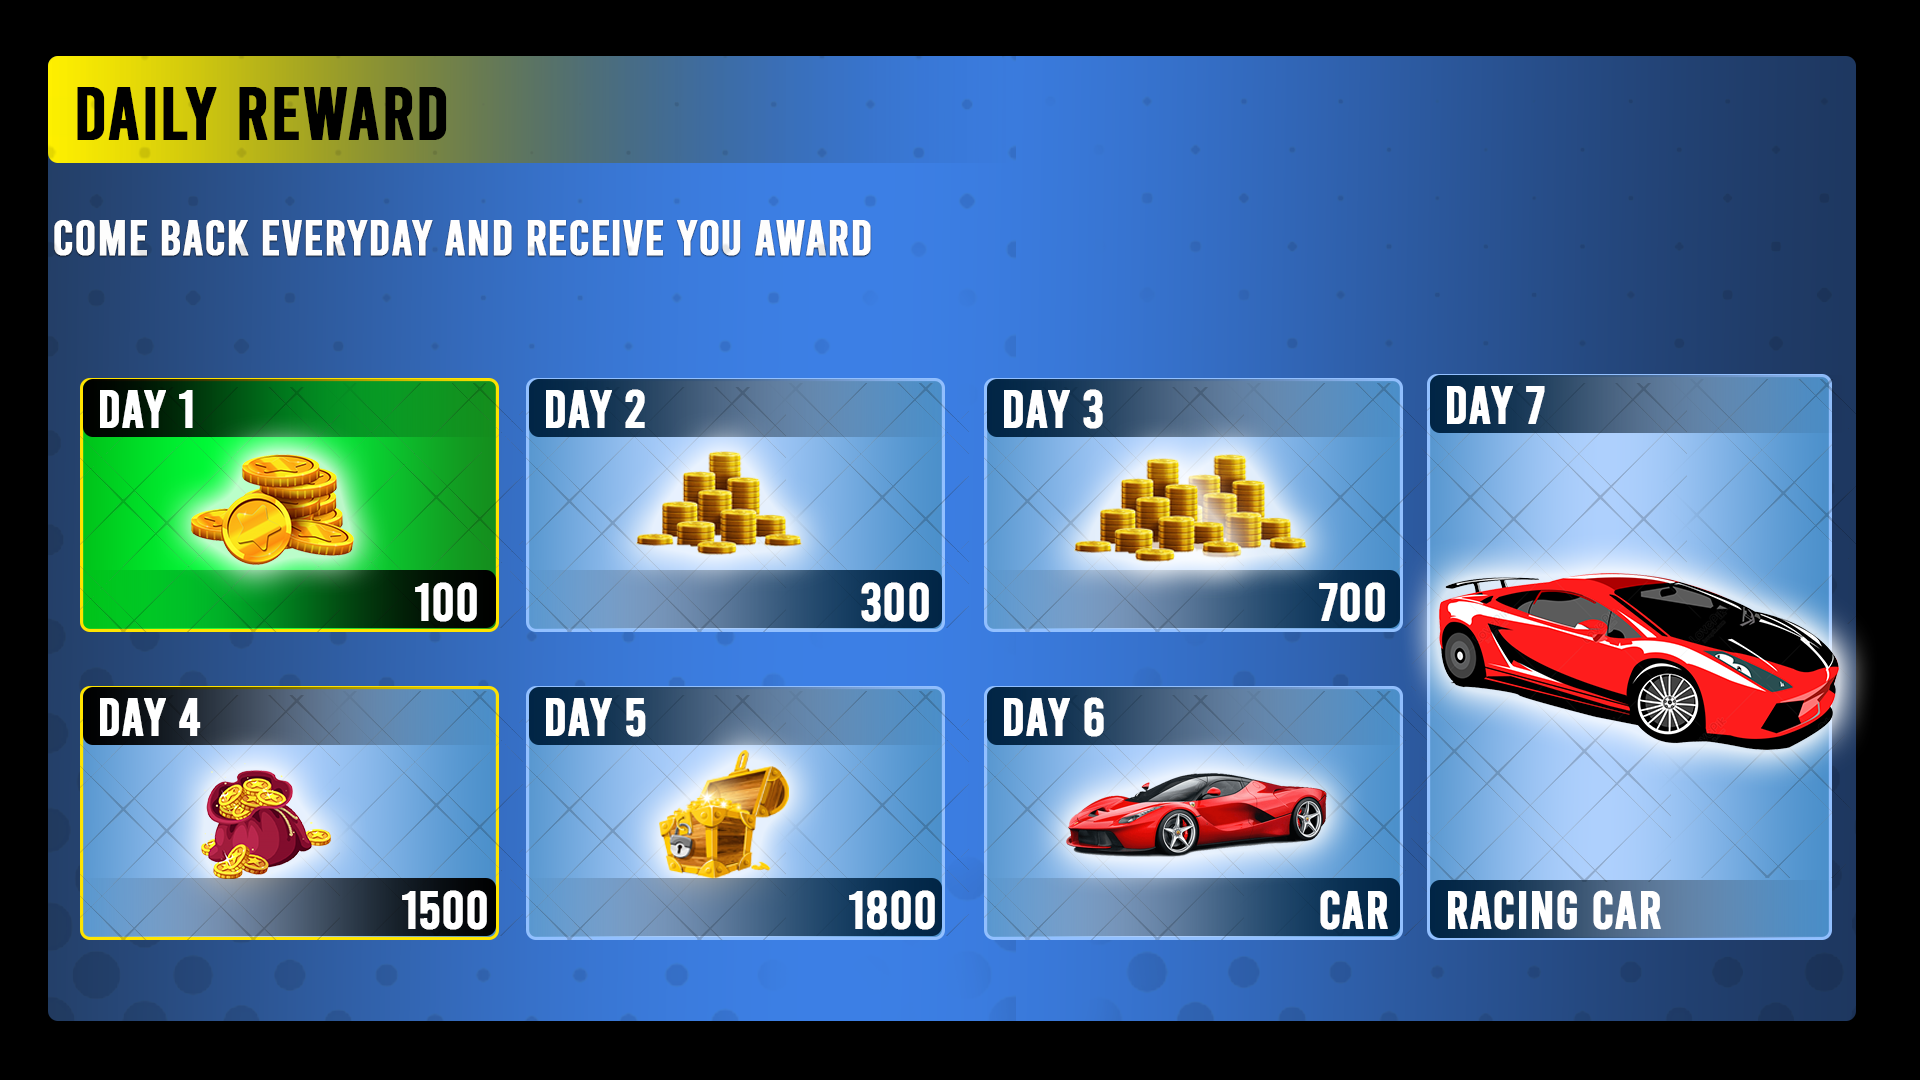 DAILY REWARD
COME BACK EVERYDAY AND RECEIVE YOU AWARD
DAY 1
100
DAY 2
300
DAY 3
700
DAY 4
1500
DAY 5
1800
DAY 6
CAR
DAY 7
RACING CAR